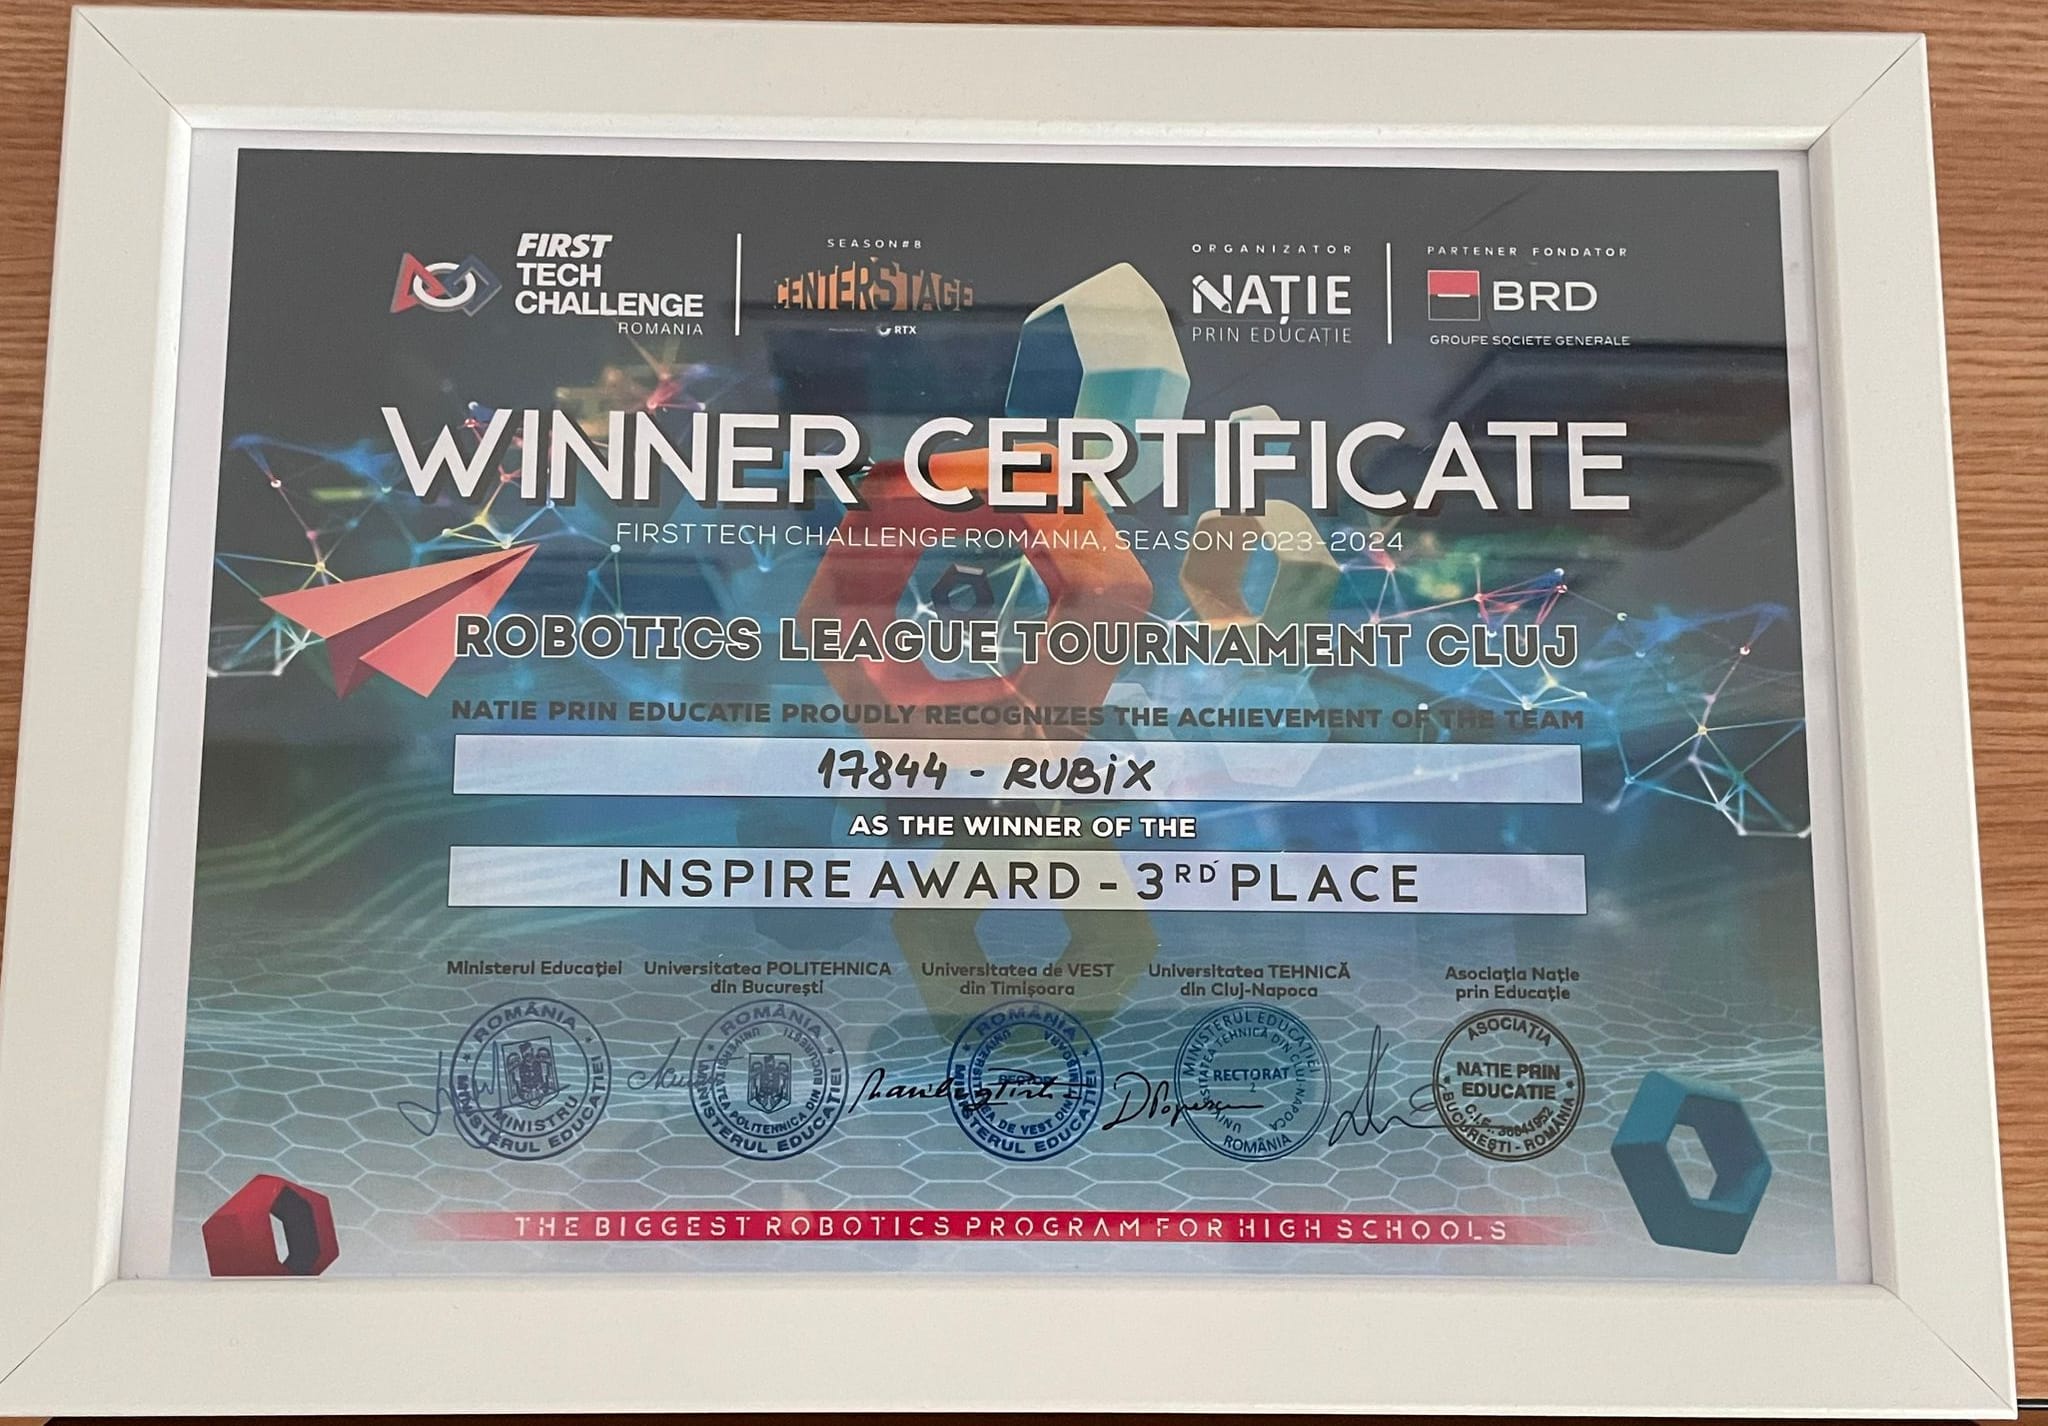 FIRST
TECH
CHALLENGE
ROMANIA
SEASON#8
CENTERSTAGE
RTX
ORGANIZATOR
NAȚIE
PRIN EDUCAȚIE
PARTENER FONDATOR
BRD
GROUPE SOCIETE GENERALE
WINNER CERTIFICATE
FIRST TECH CHALLENGE ROMANIA, SEASON 2023-2024
ROBOTICS LEAGUE TOURNAMENT CLUJ
NATIE PRIN EDUCATIE PROUDLY RECOGNIZES THE ACHIEVEMENT OF THE TEAM
17844 - RUBiX
AS THE WINNER OF THE
INSPIRE AWARD - 3RD PLACE
Ministerul Educației
Universitatea POLITEHNICA
din București
Universitatea de VEST
din Timișoara
Universitatea TEHNICĂ
din Cluj-Napoca
Asociația Nație
prin Educație
ROMÂNIA
MINISTERUL EDUCAȚIEI
MINISTRU
ROMÂNIA
MINISTERUL EDUCAȚIEI
UNIVERSITATEA POLITEHNICA DIN BUCUREȘTI
ROMÂNIA
MINISTERUL EDUCAȚIEI
UNIVERSITATEA DE VEST DIN TIMIȘOARA
RECTOR
MINISTERUL EDUCAȚIEI
UNIVERSITATEA TEHNICĂ DIN CLUJ-NAPOCA
RECTORAT
2
ROMÂNIA
ASOCIAȚIA
NATIE PRIN
EDUCATIE
BUCUREȘTI - ROMÂNIA
THE BIGGEST ROBOTICS PROGRAM FOR HIGH SCHOOLS